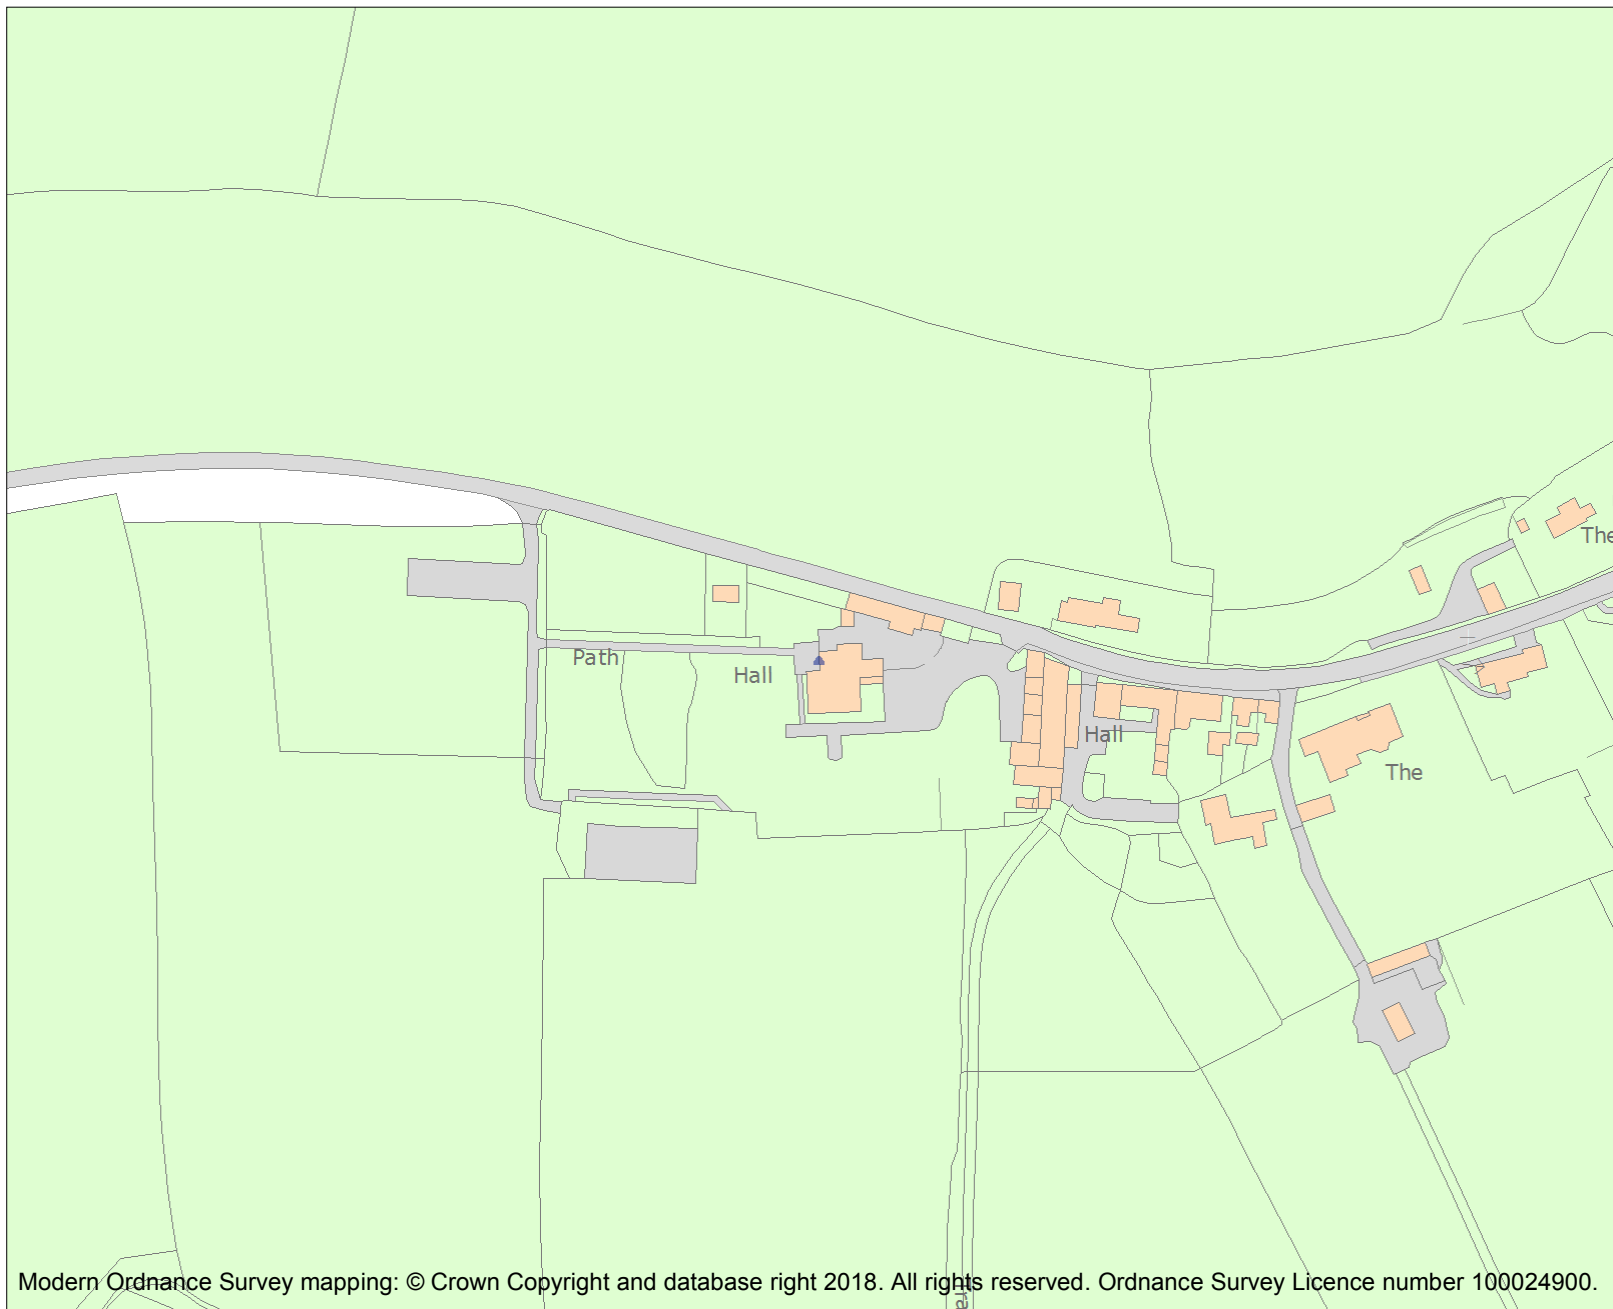 The
Path
Hall
Hall
The
Modern Ordnance Survey mapping: © Crown Copyright and database right 2018. All rights reserved. Ordnance Survey Licence number 100024900.